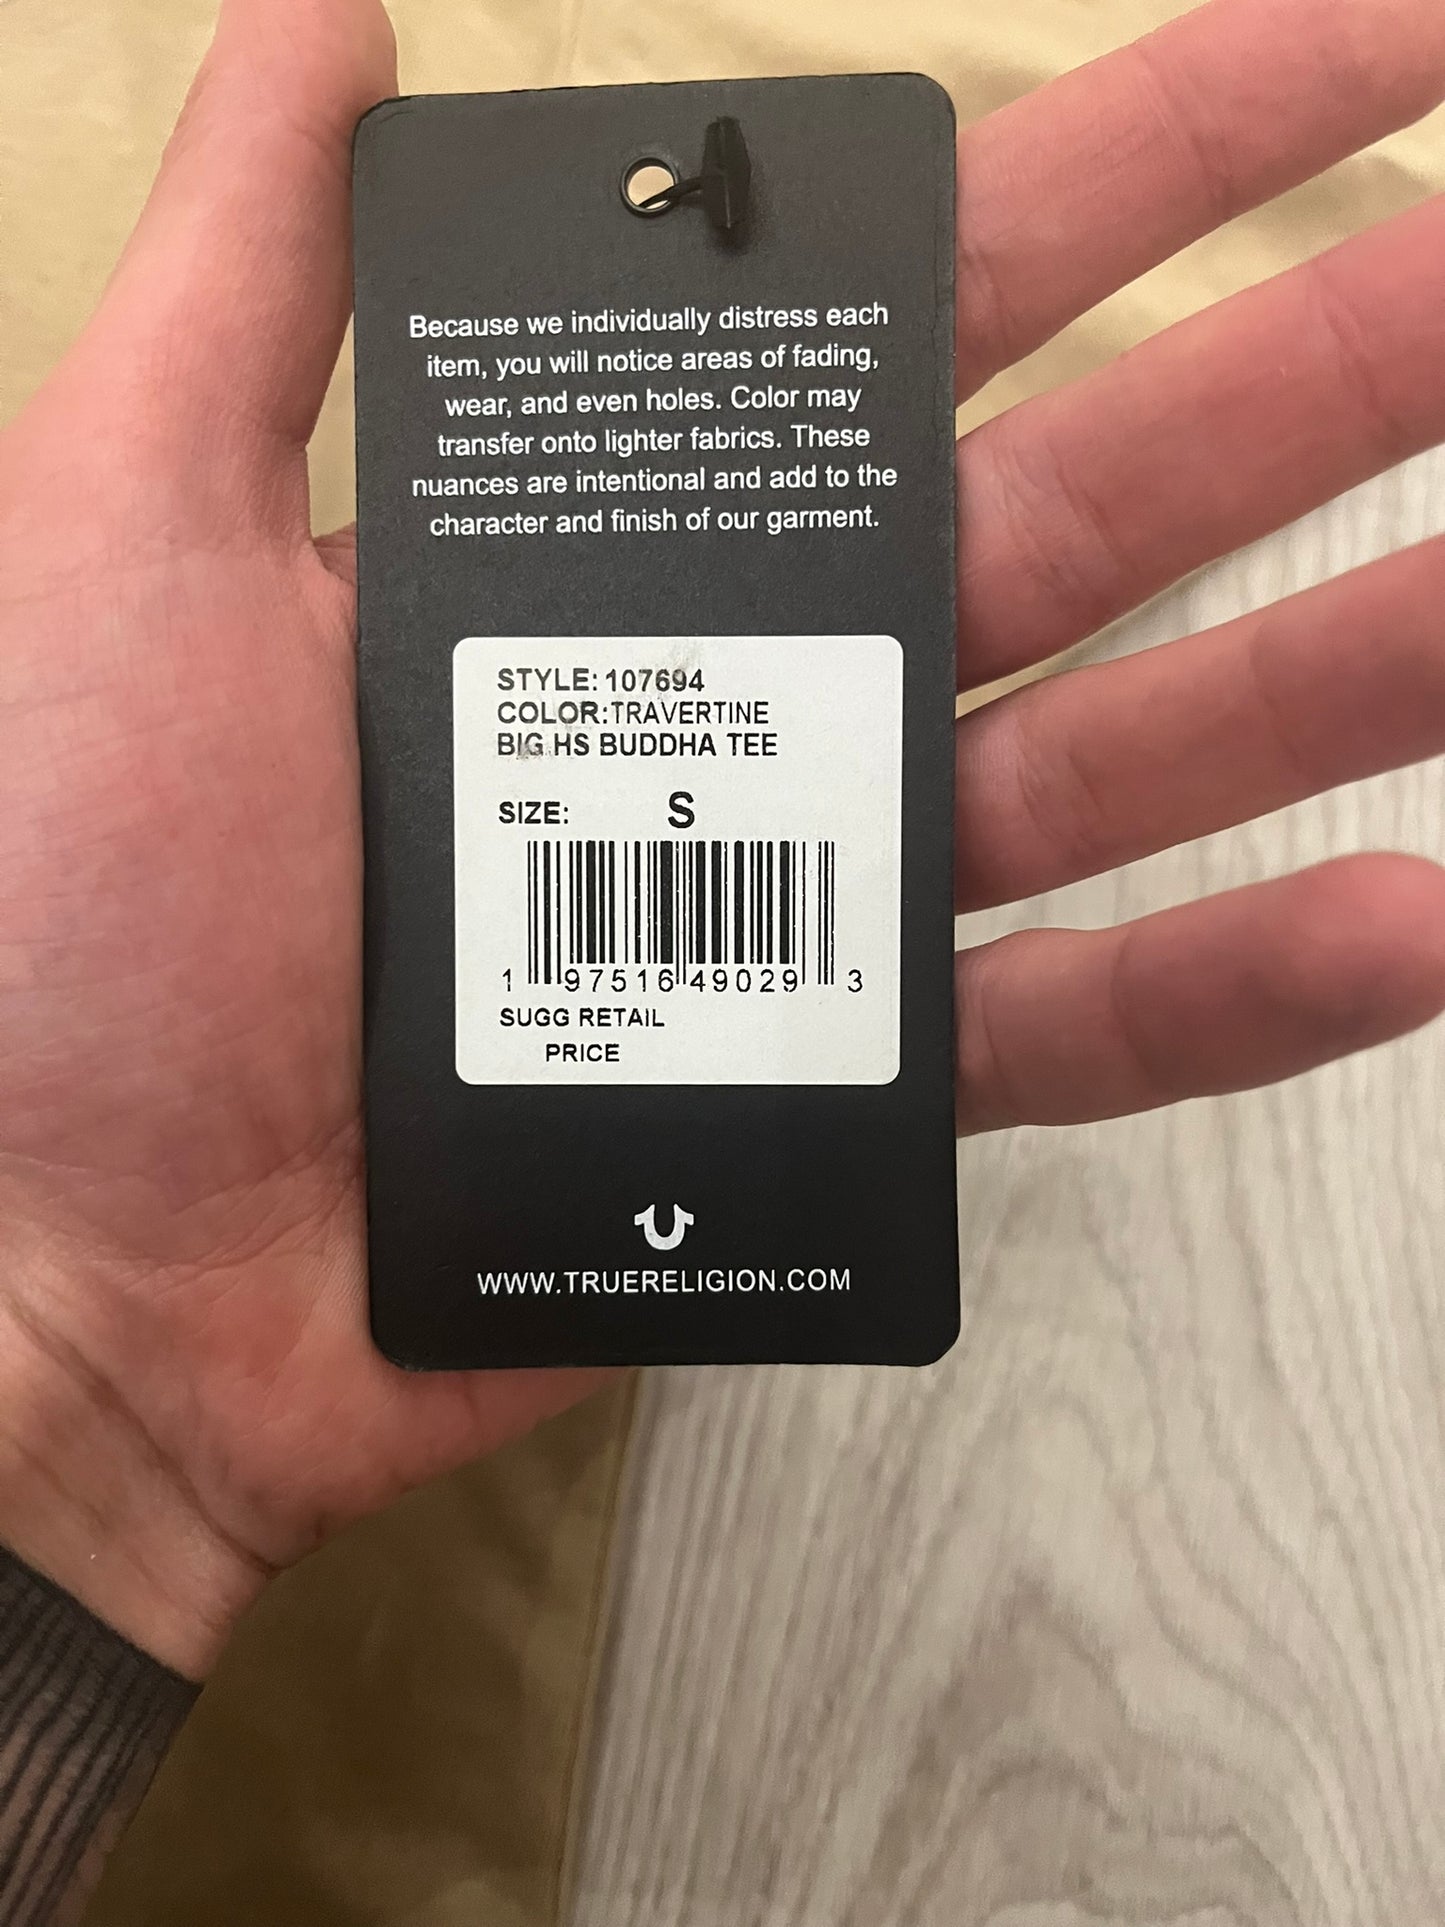 Because we individually distress each
item, you will notice areas of fading,
wear, and even holes. Color may
transfer onto lighter fabrics. These
nuances are intentional and add to the
character and finish of our garment.
STYLE: 107694
COLOR:TRAVERTINE
BIG HS BUDDHA TEE
SIZE: S
1 97516 49029 3
SUGG RETAIL
PRICE
WWW.TRUERELIGION.COM